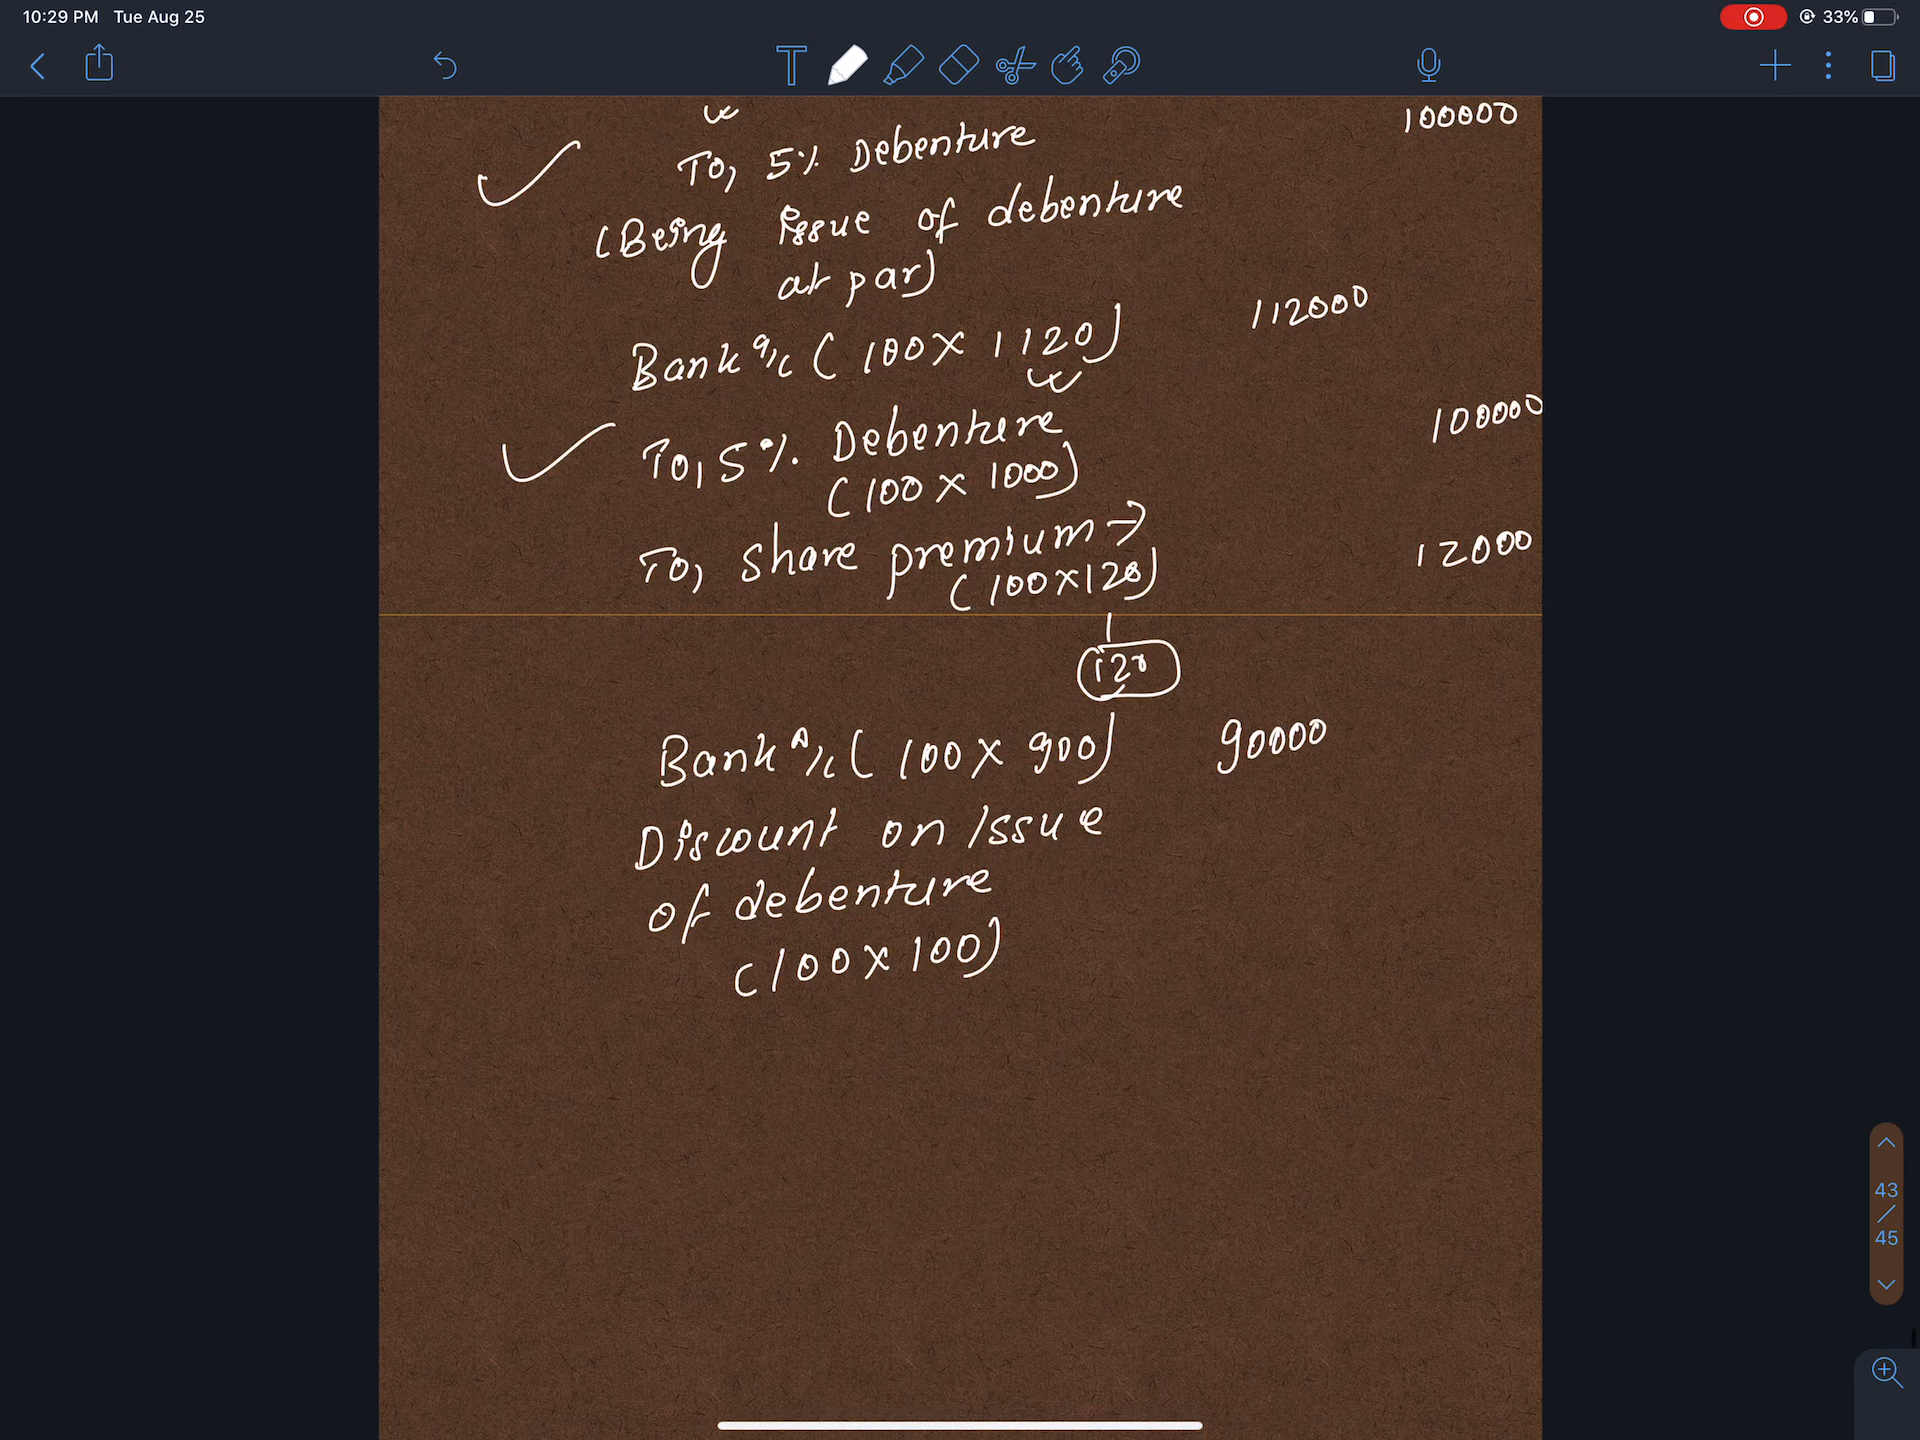 10:29 PM Tue Aug 25 33%
100000
To, 5% Debenture
(Being issue of debenture
at par)
Bank a/c (100 x 1120) 112000
To, 5%. Debenture 100000
(100 x 1000)
To, share premium → 12000
(100 x 120)
120
Bank A/c (100 x 900) 90000
Discount on issue
of debenture
(100 x 100)
43
/
45